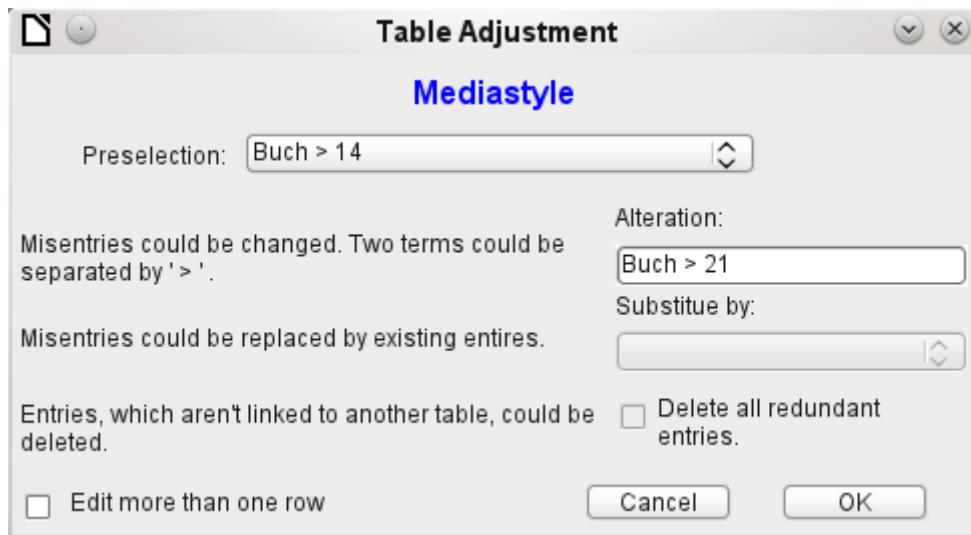 Table Adjustment
Mediastyle
Preselection: Buch > 14
Alteration:
Misentries could be changed. Two terms could be
separated by ' > ' .
Buch > 21
Substitue by:
Misentries could be replaced by existing entires.
Entries, which aren't linked to another table, could be
deleted.
Delete all redundant
entries.
Edit more than one row
Cancel
OK